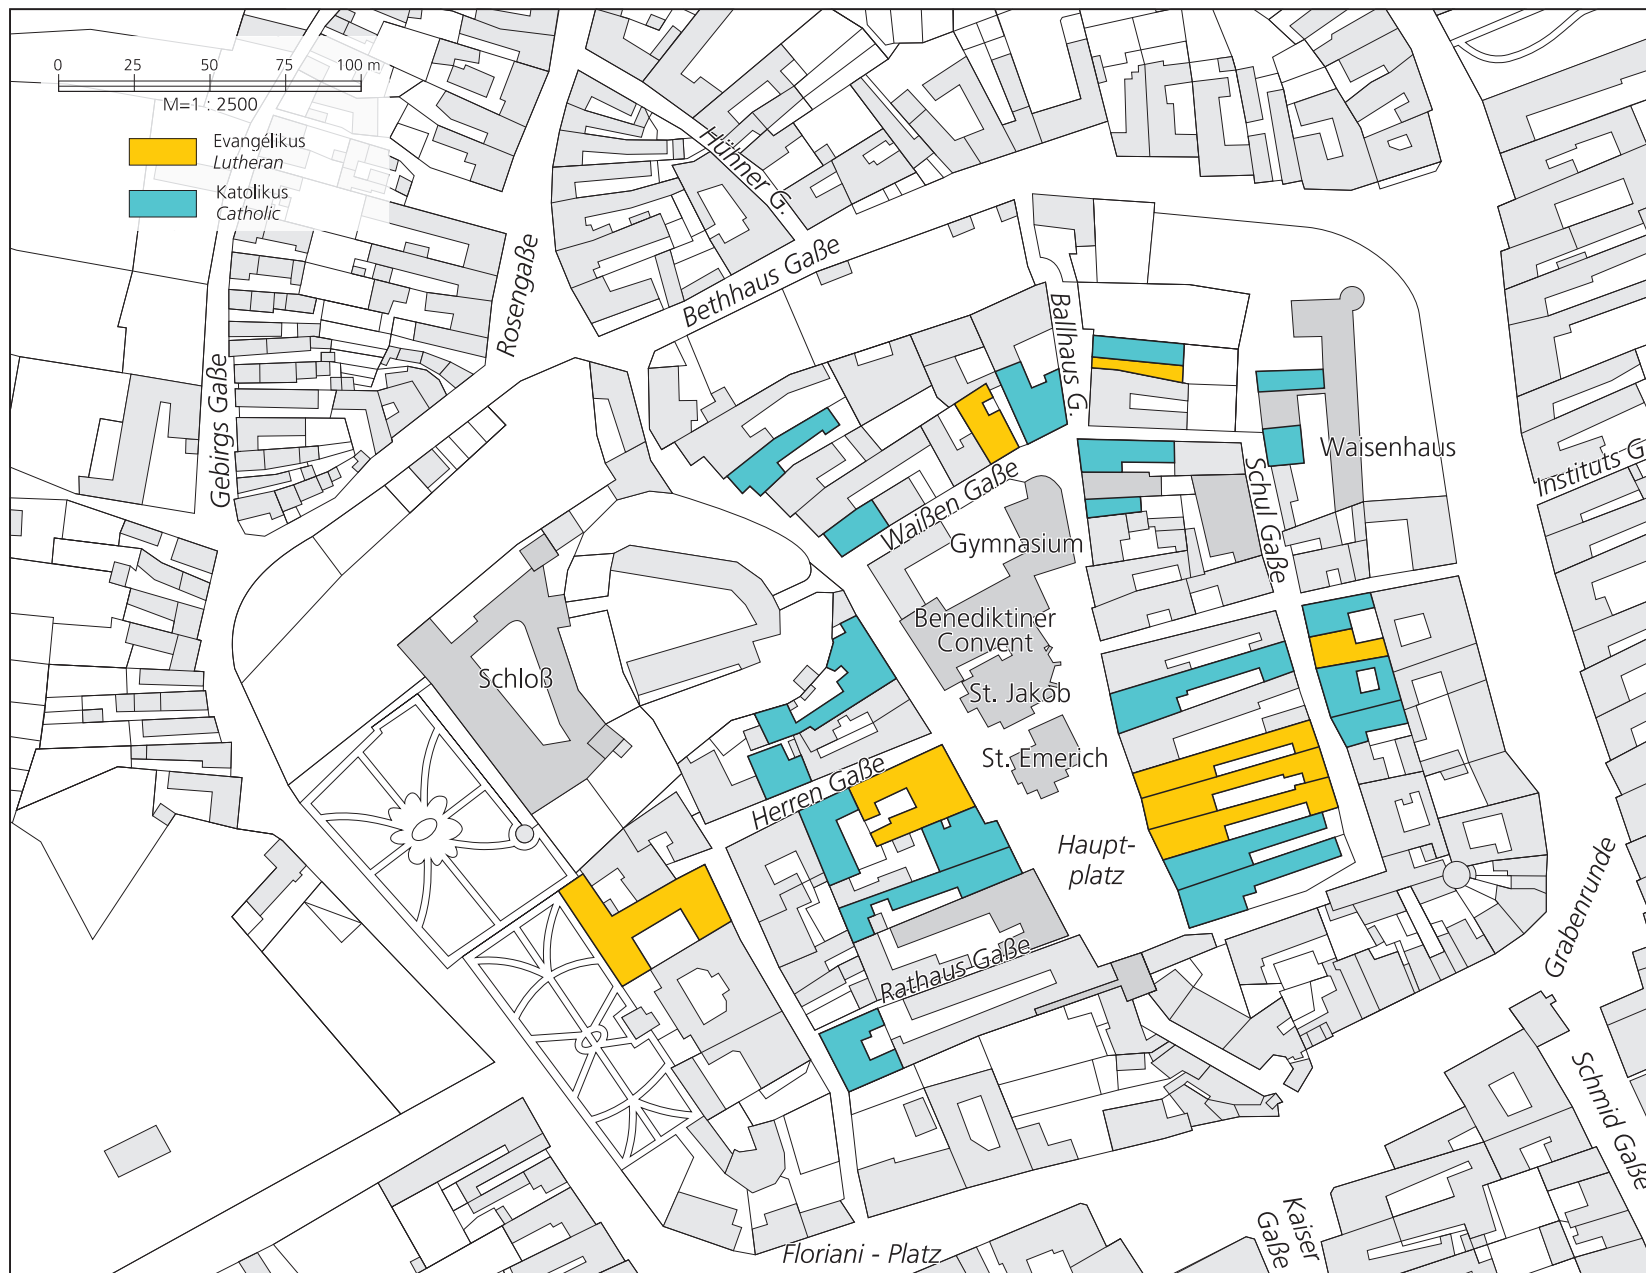 0 25 50 75 100 m
M=1 : 2500
Evangélikus
Lutheran
Katolikus
Catholic
Hühner G.
Rosengaße
Bethhaus Gaße
Gebirgs Gaße
Ballhaus G.
Waisenhaus
Instituts G
Waißen Gaße
Schul Gaße
Gymnasium
Benediktiner
Convent
Schloß
St. Jakob
St. Emerich
Herren Gaße
Haupt-
platz
Rathaus Gaße
Grabenrunde
Schmid Gaße
Kaiser
Gaße
Floriani - Platz